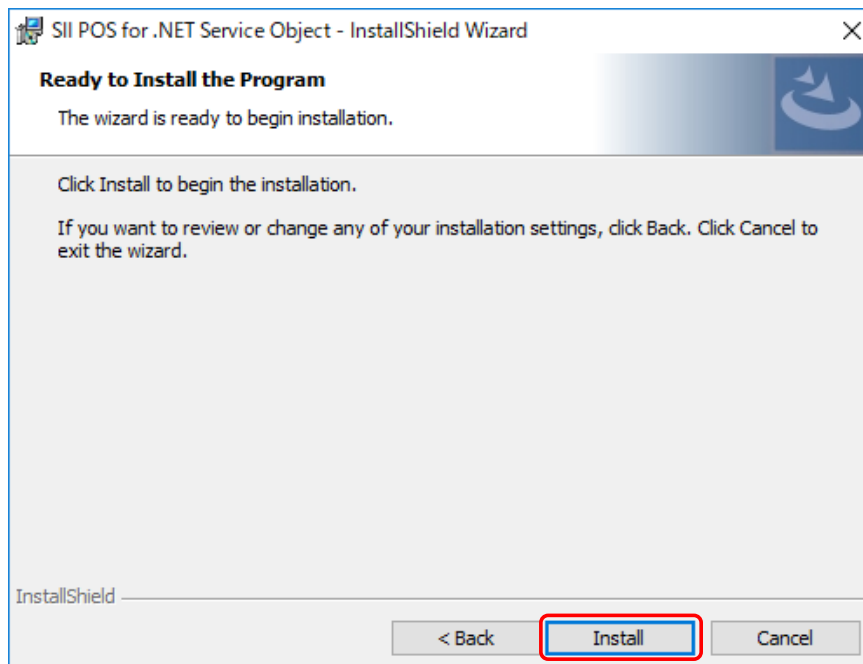 SII POS for .NET Service Object - InstallShield Wizard
Ready to Install the Program
The wizard is ready to begin installation.
Click Install to begin the installation.
If you want to review or change any of your installation settings, click Back. Click Cancel to
exit the wizard.
InstallShield
< Back Install Cancel